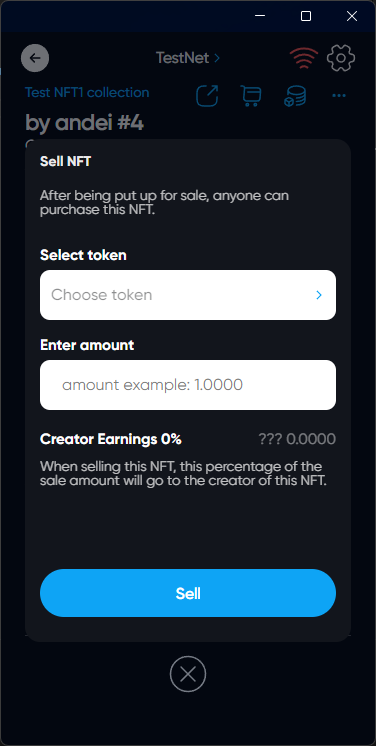 TestNet
Test NFT1 collection
by andei #4
Sell NFT
After being put up for sale, anyone can
purchase this NFT.
Select token
Choose token
Enter amount
amount example: 1.0000
Creator Earnings 0% ??? 0.0000
When selling this NFT, this percentage of the
sale amount will go to the creator of this NFT.
Sell